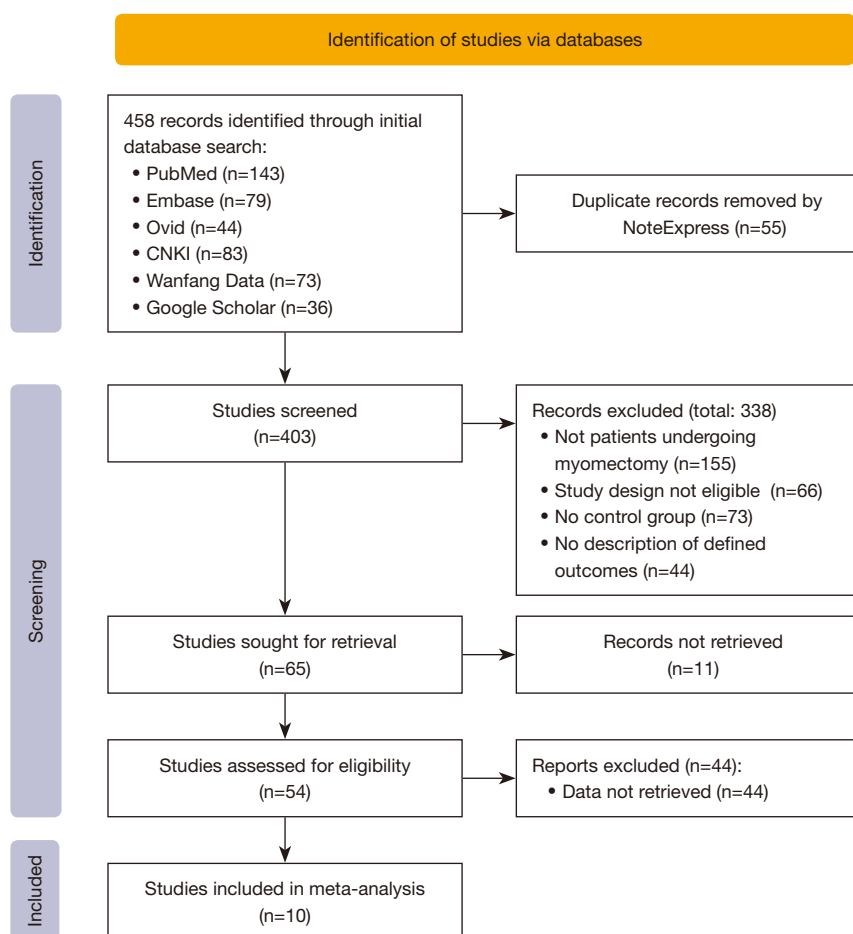 Identification of studies via databases
Identification
458 records identified through initial
database search:
• PubMed (n=143)
• Embase (n=79)
• Ovid (n=44)
• CNKI (n=83)
• Wanfang Data (n=73)
• Google Scholar (n=36)
Duplicate records removed by
NoteExpress (n=55)
Screening
Studies screened
(n=403)
Records excluded (total: 338)
• Not patients undergoing
myomectomy (n=155)
• Study design not eligible (n=66)
• No control group (n=73)
• No description of defined
outcomes (n=44)
Studies sought for retrieval
(n=65)
Records not retrieved
(n=11)
Studies assessed for eligibility
(n=54)
Reports excluded (n=44):
• Data not retrieved (n=44)
Included
Studies included in meta-analysis
(n=10)